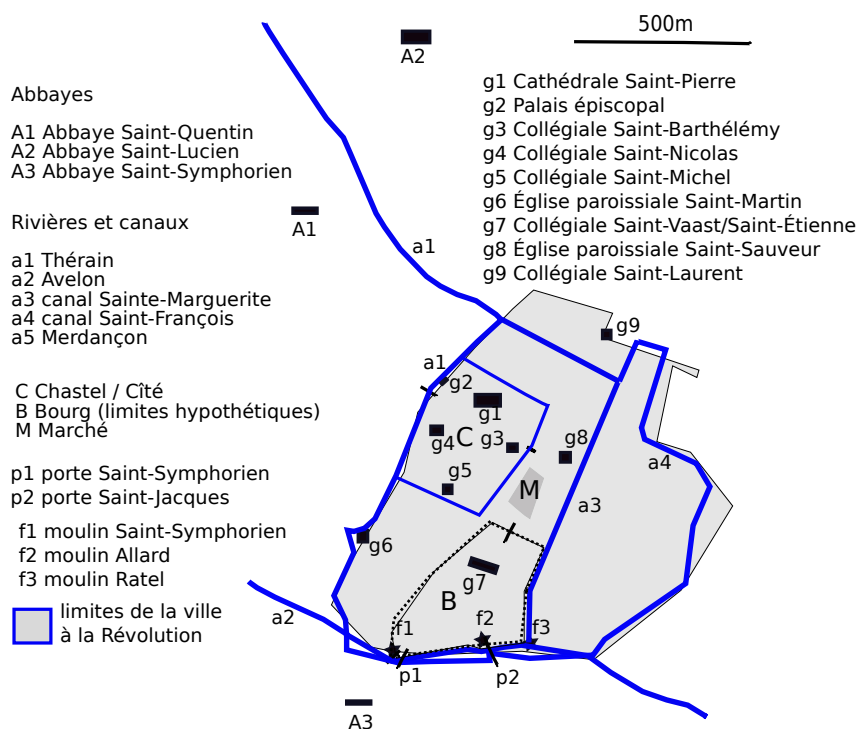 500m
A2
Abbayes
A1 Abbaye Saint-Quentin
A2 Abbaye Saint-Lucien
A3 Abbaye Saint-Symphorien
Rivières et canaux
a1 Thérain
a2 Avelon
a3 canal Sainte-Marguerite
a4 canal Saint-François
a5 Merdançon
C Chastel / Cîté
B Bourg (limites hypothétiques)
M Marché
p1 porte Saint-Symphorien
p2 porte Saint-Jacques
f1 moulin Saint-Symphorien
f2 moulin Allard
f3 moulin Ratel
limites de la ville
à la Révolution
g1 Cathédrale Saint-Pierre
g2 Palais épiscopal
g3 Collégiale Saint-Barthélémy
g4 Collégiale Saint-Nicolas
g5 Collégiale Saint-Michel
g6 Église paroissiale Saint-Martin
g7 Collégiale Saint-Vaast/Saint-Étienne
g8 Église paroissiale Saint-Sauveur
g9 Collégiale Saint-Laurent
A1
a1
g9
a1
g2
g1
g4
C
g3
g8
g5
M
a4
a3
g6
g7
B
a2
f1
f2
f3
p1
p2
A3